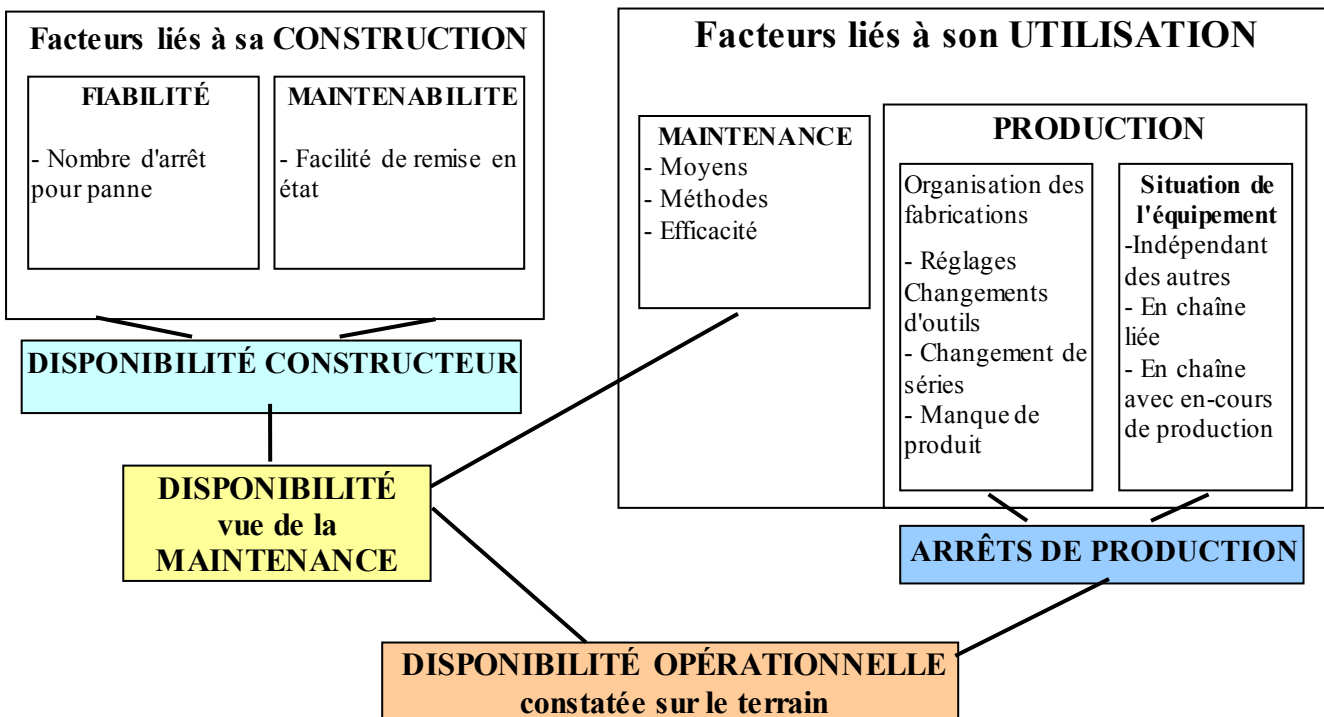 Facteurs liés à sa CONSTRUCTION
FIABILITÉ
- Nombre d'arrêt
pour panne
MAINTENABILITE
- Facilité de remise en
état
DISPONIBILITÉ CONSTRUCTEUR
Facteurs liés à son UTILISATION
MAINTENANCE
- Moyens
- Méthodes
- Efficacité
PRODUCTION
Organisation des
fabrications
- Réglages
Changements
d'outils
- Changement de
séries
- Manque de
produit
Situation de
l'équipement
-Indépendant
des autres
- En chaîne
liée
- En chaîne
avec en-cours
de production
DISPONIBILITÉ
vue de la
MAINTENANCE
ARRÊTS DE PRODUCTION
DISPONIBILITÉ OPÉRATIONNELLE
constatée sur le terrain